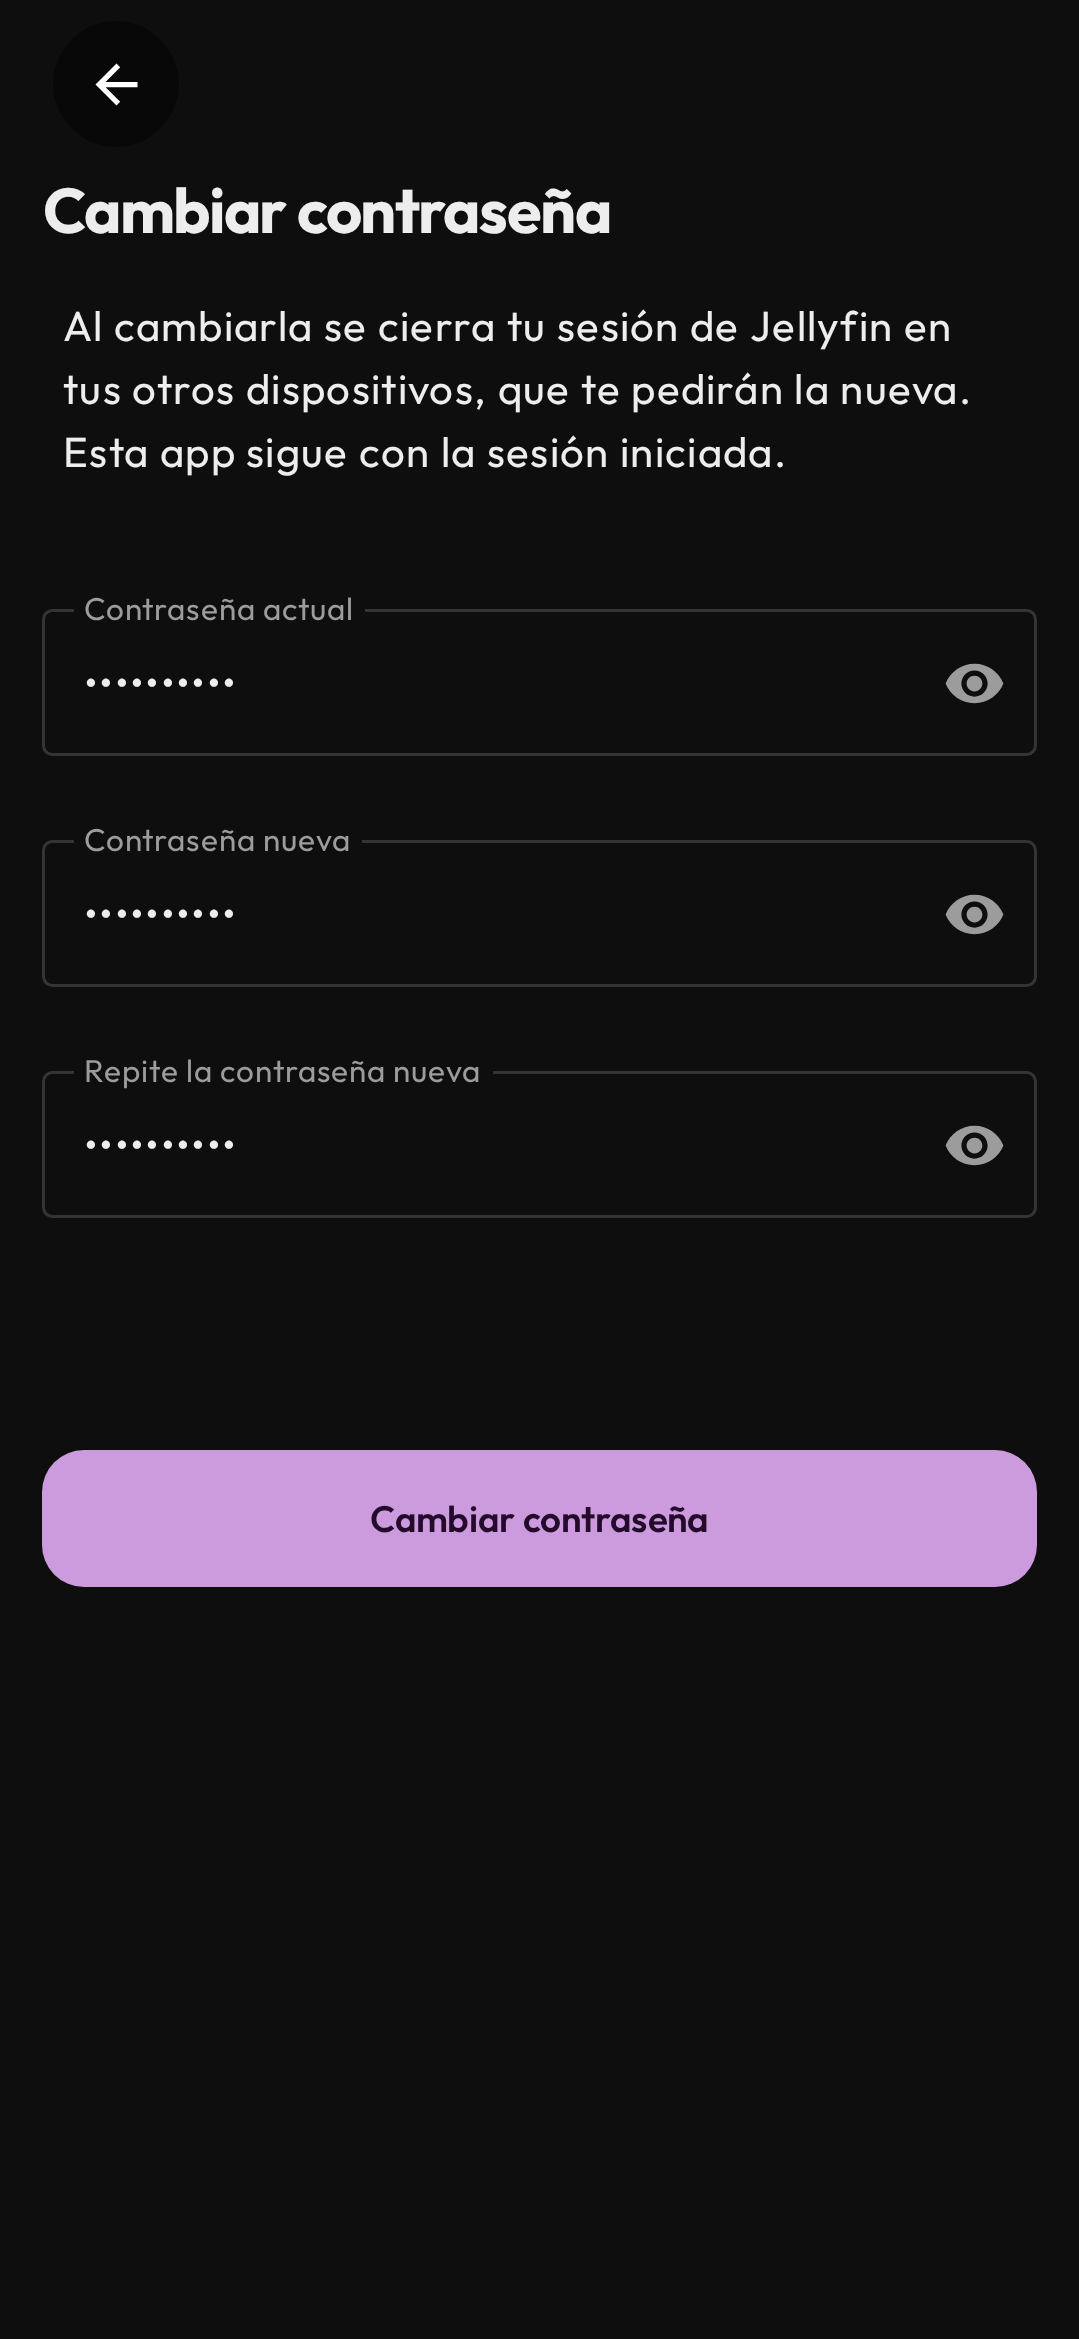 Cambiar contraseña
Al cambiarla se cierra tu sesión de Jellyfin en
tus otros dispositivos, que te pedirán la nueva.
Esta app sigue con la sesión iniciada.
Contraseña actual
••••••••••
Contraseña nueva
••••••••••
Repite la contraseña nueva
••••••••••
Cambiar contraseña